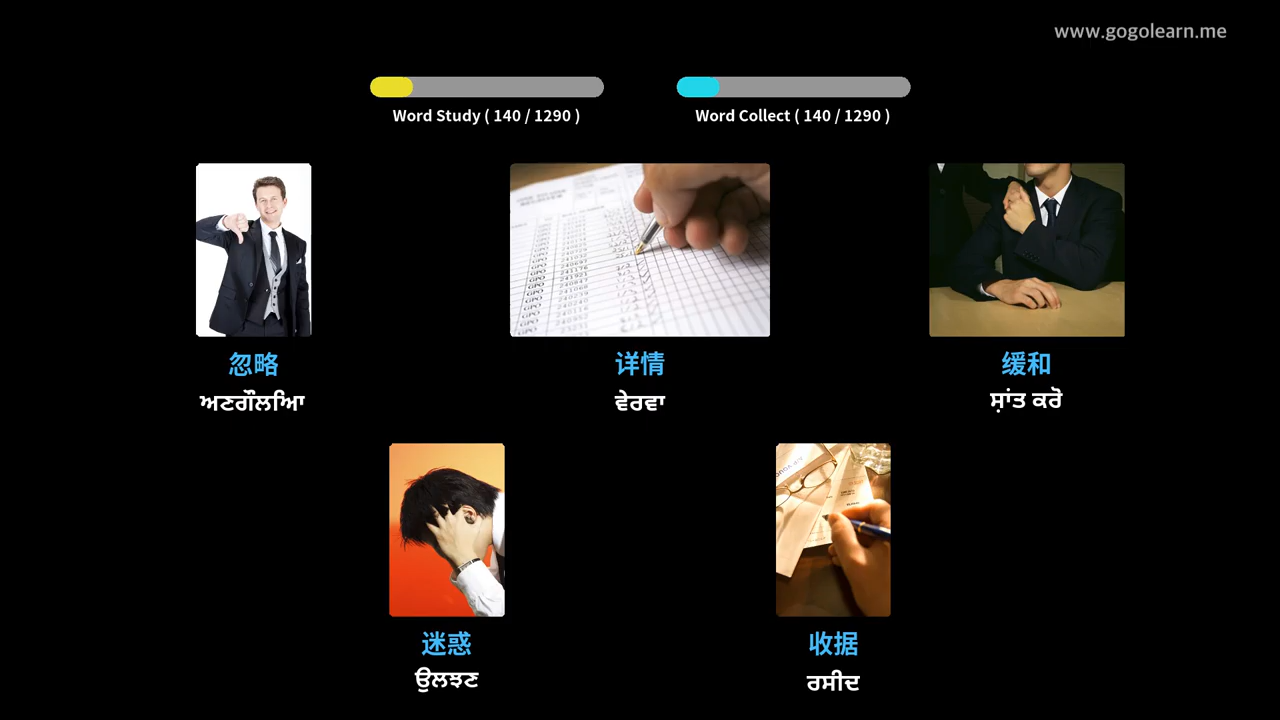 www.gogolearn.me
Word Study ( 140 / 1290 )
Word Collect ( 140 / 1290 )
忽略
ਅਣਗੌਲਿਆ
详情
ਵੇਰਵਾ
缓和
ਸ਼ਾਂਤ ਕਰੋ
迷惑
ਉਲਝਣ
收据
ਰਸੀਦ